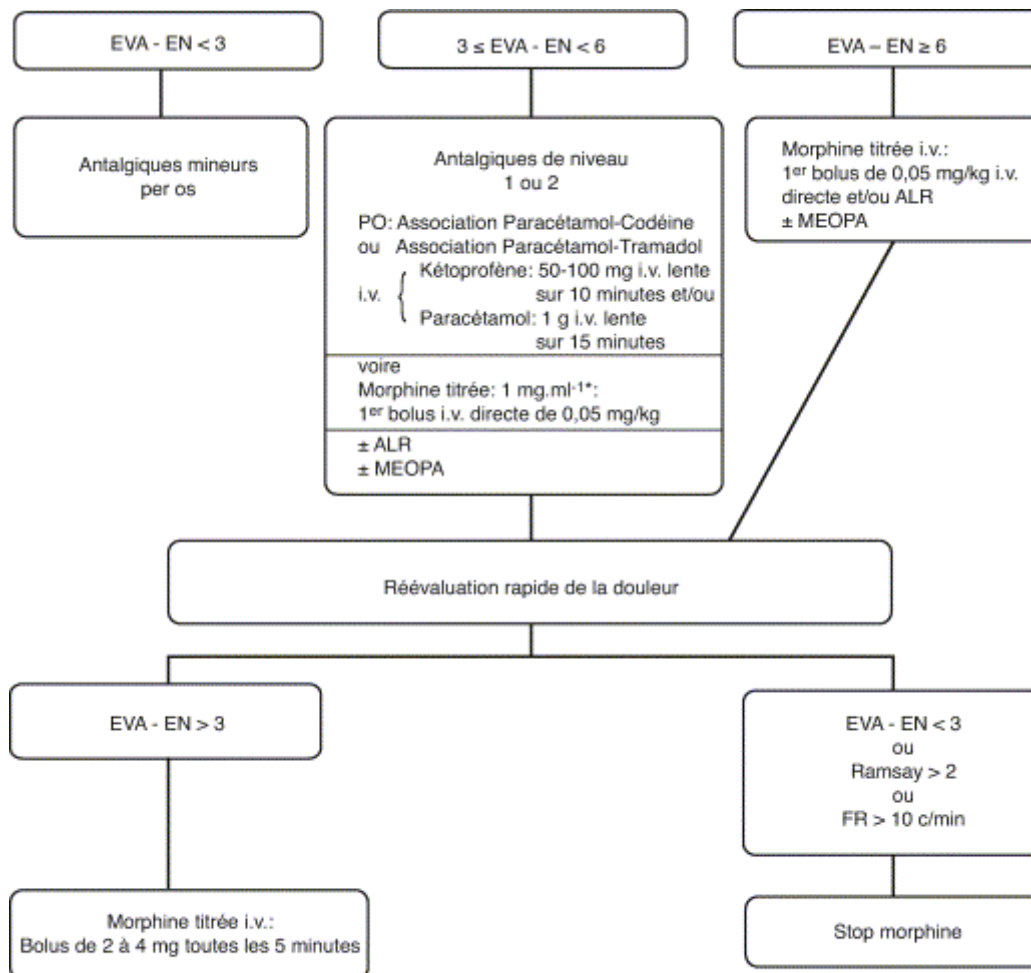 EVA - EN < 3
3 ≤ EVA - EN < 6
EVA – EN ≥ 6
Antalgiques mineurs
per os
Antalgiques de niveau
1 ou 2
PO: Association Paracétamol-Codéine
ou Association Paracétamol-Tramadol
i.v. { Kétoprofène: 50-100 mg i.v. lente
sur 10 minutes et/ou
Paracétamol: 1 g i.v. lente
sur 15 minutes
voire
Morphine titrée: 1 mg.ml-1*:
1er bolus i.v. directe de 0,05 mg/kg
± ALR
± MEOPA
Morphine titrée i.v.:
1er bolus de 0,05 mg/kg i.v.
directe et/ou ALR
± MEOPA
Réévaluation rapide de la douleur
EVA - EN > 3
EVA - EN < 3
ou
Ramsay > 2
ou
FR > 10 c/min
Morphine titrée i.v.:
Bolus de 2 à 4 mg toutes les 5 minutes
Stop morphine